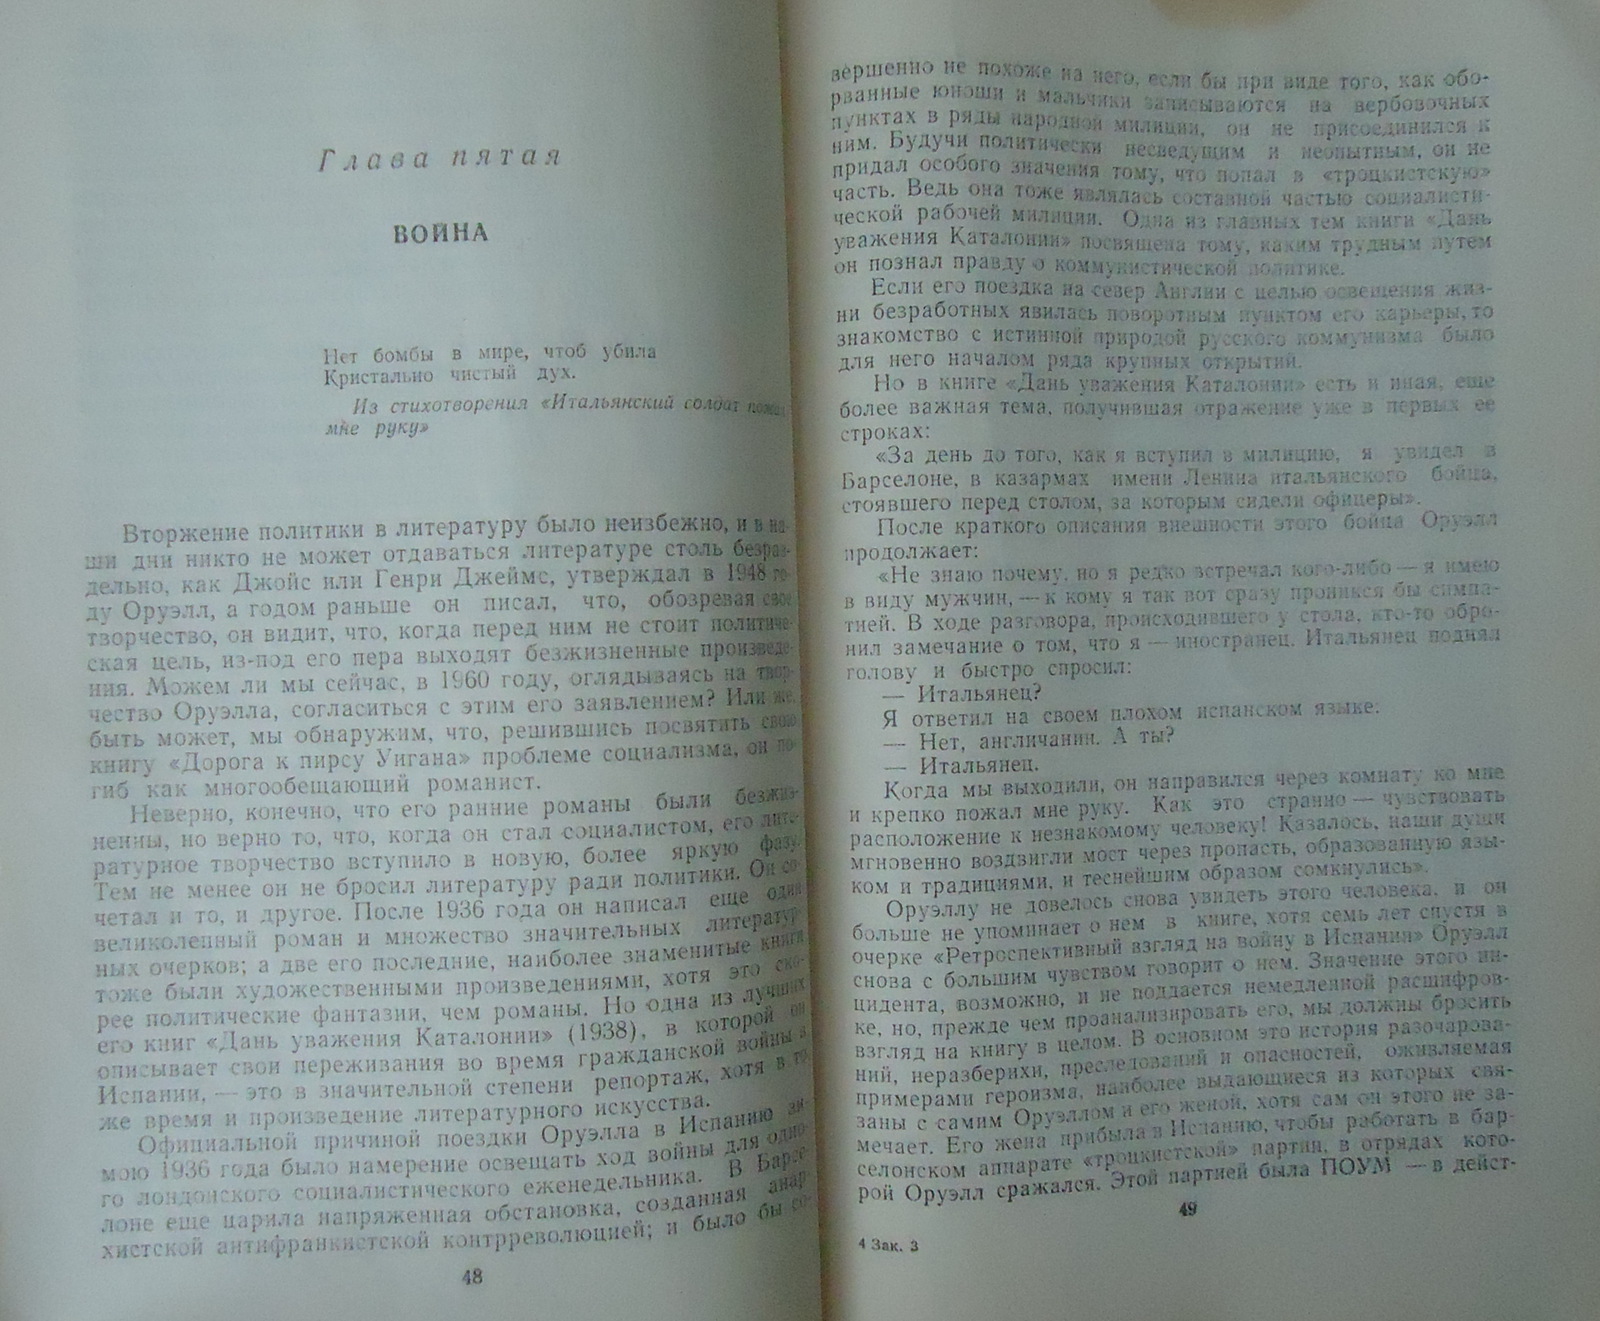 Глава пятая
ВОЙНА
Нет бомбы в мире, чтоб убила
Кристально чистый дух.
Из стихотворения «Итальянский солдат пожал
мне руку»
Вторжение политики в литературу было неизбежно, и в на-
ши дни никто не может отдаваться литературе столь безраз-
дельно, как Джойс или Генри Джеймс, утверждал в 1948 го-
ду Оруэлл, а годом раньше он писал, что, обозревая свое
творчество, он видит, что, когда перед ним не стоит политиче-
ская цель, из-под его пера выходят безжизненные произведе-
ния. Можем ли мы сейчас, в 1960 году, оглядываясь на твор-
чество Оруэлла, согласиться с этим его заявлением? Или же,
быть может, мы обнаружим, что, решившись посвятить свою
книгу «Дорога к пирсу Уигана» проблеме социализма, он по-
гиб как многообещающий романист.
Неверно, конечно, что его ранние романы были безжиз-
ненны, но верно то, что, когда он стал социалистом, его лите-
ратурное творчество вступило в новую, более яркую фазу.
Тем не менее он не бросил литературу ради политики. Он со-
четал и то, и другое. После 1936 года он написал еще один
великолепный роман и множество значительных литератур-
ных очерков; а две его последние, наиболее знаменитые книги
тоже были художественными произведениями, хотя это ско-
рее политические фантазии, чем романы. Но одна из лучших
его книг «Дань уважения Каталонии» (1938), в которой он
описывает свои переживания во время гражданской войны в
Испании, — это в значительной степени репортаж, хотя в то
же время и произведение литературного искусства.
Официальной причиной поездки Оруэлла в Испанию зи-
мою 1936 года было намерение освещать ход войны для одно-
го лондонского социалистического еженедельника. В Барсе-
лоне еще царила напряженная обстановка, созданная анар-
хистской антифранкистской контрреволюцией; и было бы со-
48
вершенно не похоже на него, если бы при виде того, как обо-
рванные юноши и мальчики записываются на вербовочных
пунктах в ряды народной милиции, он не присоединился к
ним. Будучи политически несведущим и неопытным, он не
придал особого значения тому, что попал в «троцкистскую»
часть. Ведь она тоже являлась составной частью социалисти-
ческой рабочей милиции. Одна из главных тем книги «Дань
уважения Каталонии» посвящена тому, каким трудным путем
он познал правду о коммунистической политике.
Если его поездка на север Англии с целью освещения жиз-
ни безработных явилась поворотным пунктом его карьеры, то
знакомство с истинной природой русского коммунизма было
для него началом ряда крупных открытий.
Но в книге «Дань уважения Каталонии» есть и иная, еще
более важная тема, получившая отражение уже в первых ее
строках:
«За день до того, как я вступил в милицию, я увидел в
Барселоне, в казармах имени Ленина итальянского бойца,
стоявшего перед столом, за которым сидели офицеры».
После краткого описания внешности этого бойца Оруэлл
продолжает:
«Не знаю почему, но я редко встречал кого-либо — я имею
в виду мужчин, — к кому я так вот сразу проникся бы симпа-
тией. В ходе разговора, происходившего у стола, кто-то обро-
нил замечание о том, что я — иностранец. Итальянец поднял
голову и быстро спросил:
— Итальянец?
Я ответил на своем плохом испанском языке:
— Нет, англичанин. А ты?
— Итальянец.
Когда мы выходили, он направился через комнату ко мне
и крепко пожал мне руку. Как это странно — чувствовать
расположение к незнакомому человеку! Казалось, наши души
мгновенно воздвигли мост через пропасть, образованную язы-
ком и традициями, и теснейшим образом сомкнулись».
Оруэллу не довелось снова увидеть этого человека, и он
больше не упоминает о нем в книге, хотя семь лет спустя в
очерке «Ретроспективный взгляд на войну в Испании» Оруэлл
снова с большим чувством говорит о нем. Значение этого ин-
цидента, возможно, и не поддается немедленной расшифров-
ке, но, прежде чем проанализировать его, мы должны бросить
взгляд на книгу в целом. В основном это история разочарова-
ний, неразберихи, преследований и опасностей, оживляемая
примерами героизма, наиболее выдающиеся из которых свя-
заны с самим Оруэллом и его женой, хотя сам он этого не за-
мечает. Его жена прибыла в Испанию, чтобы работать в бар-
селонском аппарате «троцкистской» партии, в отрядах кото-
рой Оруэлл сражался. Этой партией была ПОУМ — в дейст-
49
4 Зак. 3